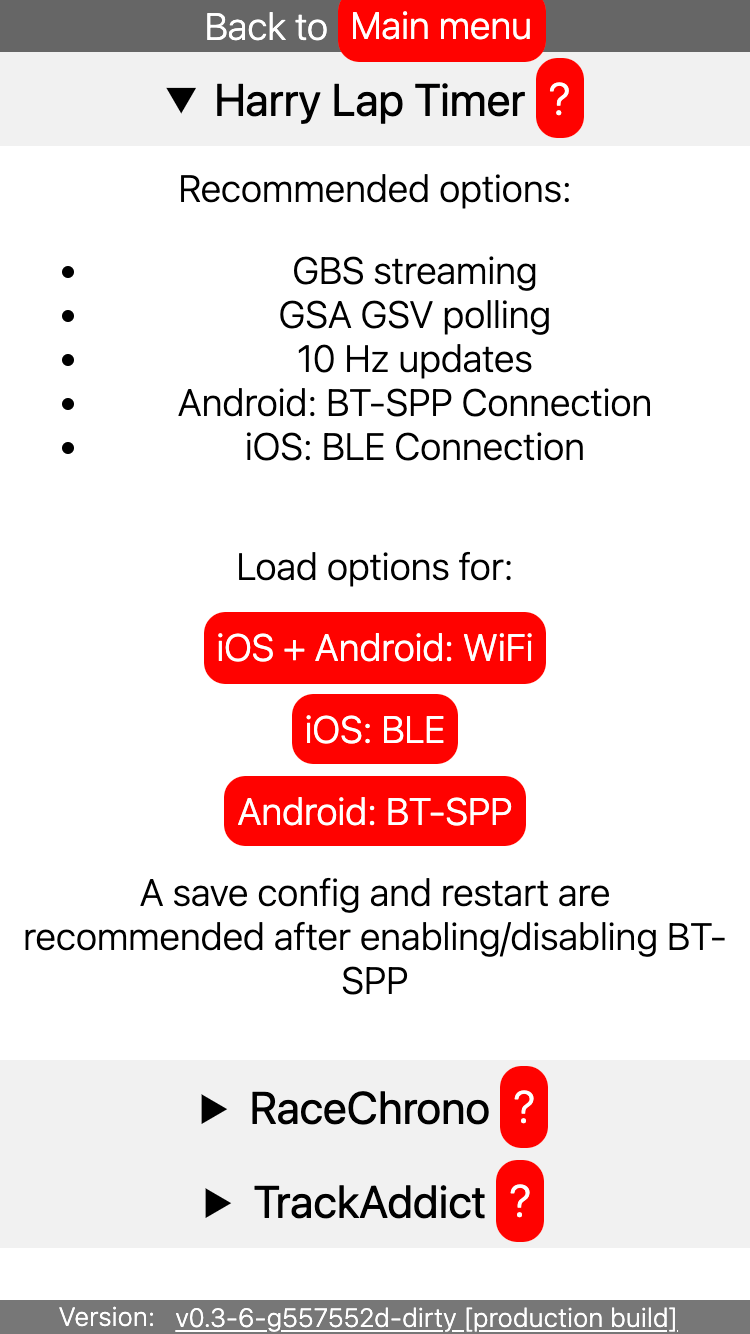 Back to Main menu
▼ Harry Lap Timer ?
Recommended options:
• GBS streaming
• GSA GSV polling
• 10 Hz updates
• Android: BT-SPP Connection
• iOS: BLE Connection
Load options for:
iOS + Android: WiFi
iOS: BLE
Android: BT-SPP
A save config and restart are
recommended after enabling/disabling BT-
SPP
▶ RaceChrono ?
▶ TrackAddict ?
Version: v0.3-6-g557552d-dirty [production build]